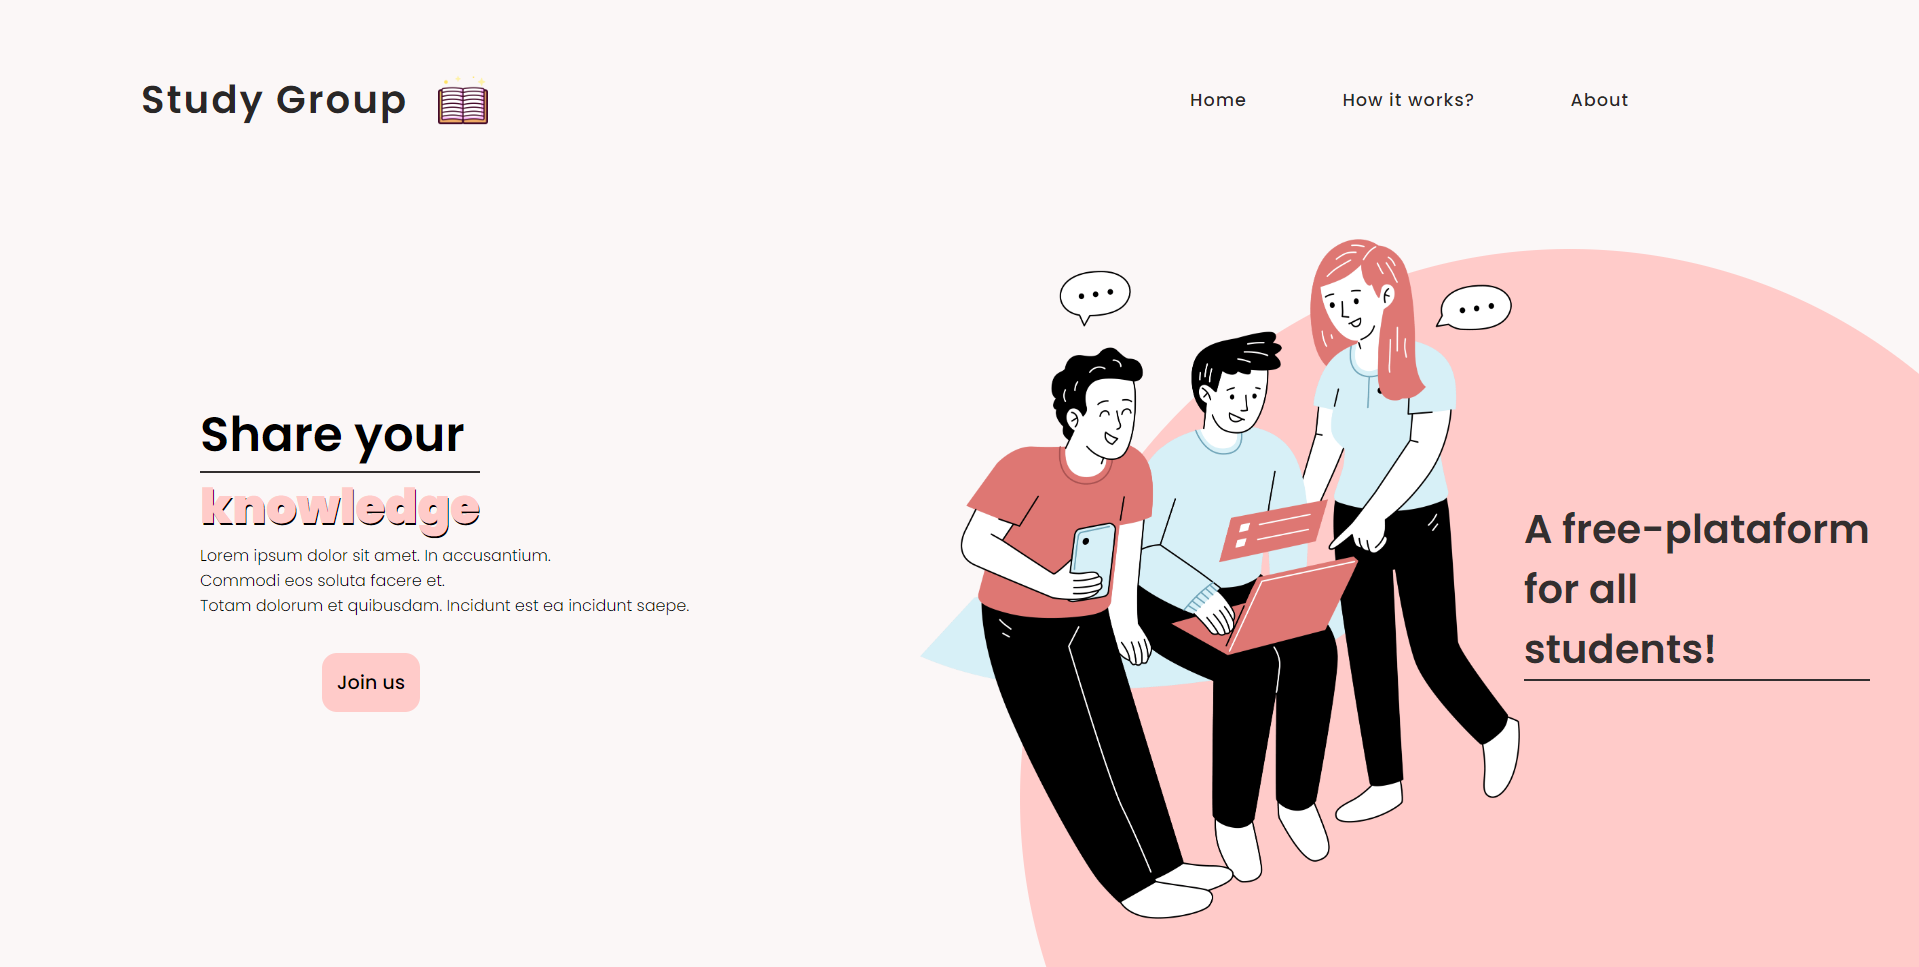 Study Group
Home
How it works?
About
Share your
knowledge
Lorem ipsum dolor sit amet. In accusantium.
Commodi eos soluta facere et.
Totam dolorum et quibusdam. Incidunt est ea incidunt saepe.
Join us
A free-plataform
for all
students!